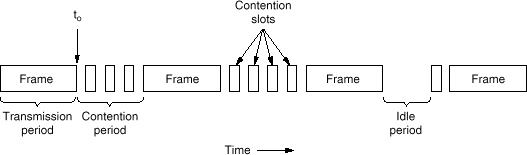 Contention
slots
t₀
Frame
Frame
Frame
Frame
Transmission
period
Contention
period
Idle
period
Time